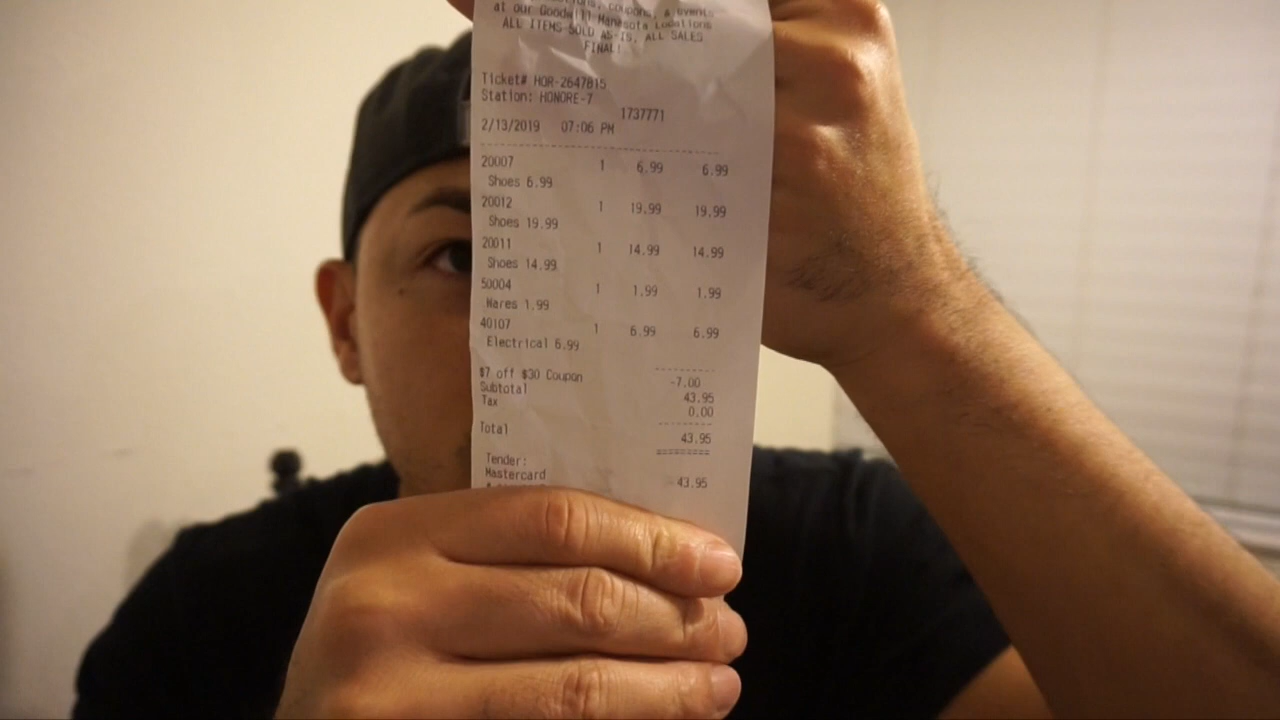 coupons, & events
at our Goodwill Manasota Locations
ALL ITEMS SOLD AS-IS. ALL SALES
FINAL!
Ticket# HOR-2647815
Station: HONORE-7
1737771
2/13/2019 07:06 PM
20007 1 6.99 6.99
Shoes 6.99
20012 1 19.99 19.99
Shoes 19.99
20011 1 14.99 14.99
Shoes 14.99
50004 1 1.99 1.99
Wares 1.99
40107 1 6.99 6.99
Electrical 6.99
$7 off $30 Coupon -7.00
Subtotal 43.95
Tax 0.00
Total 43.95
Tender:
Mastercard 43.95